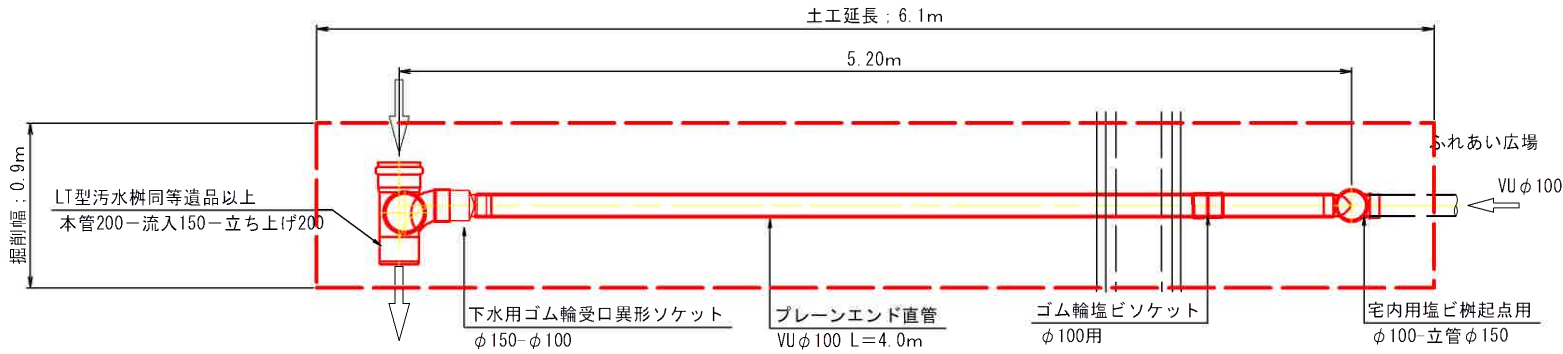 土工延長；6.1m
5.20m
掘削幅；0.9m
ふれあい広場
VUφ100
LT型汚水桝同等遺品以上
本管200－流入150－立ち上げ200
下水用ゴム輪受口異形ソケット
φ150-φ100
プレーンエンド直管
VUφ100 L＝4.0m
ゴム輪塩ビソケット
φ100用
宅内用塩ビ桝起点用
φ100-立管φ150